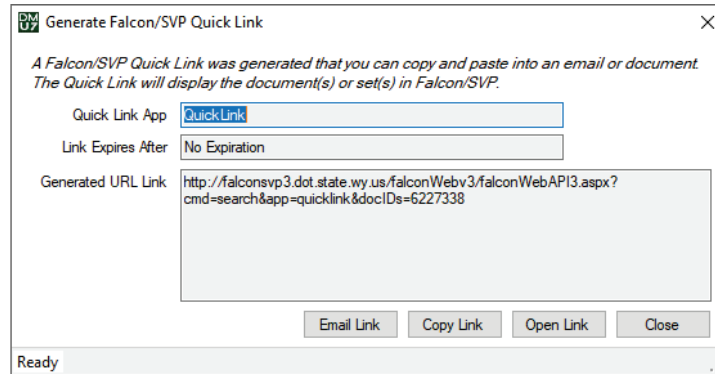 DM
U7
Generate Falcon/SVP Quick Link
A Falcon/SVP Quick Link was generated that you can copy and paste into an email or document.
The Quick Link will display the document(s) or set(s) in Falcon/SVP.
Quick Link App QuickLink
Link Expires After No Expiration
Generated URL Link http://falconsvp3.dot.state.wy.us/falconWebv3/falconWebAPI3.aspx?
cmd=search&app=quicklink&docIDs=6227338
Email Link Copy Link Open Link Close
Ready